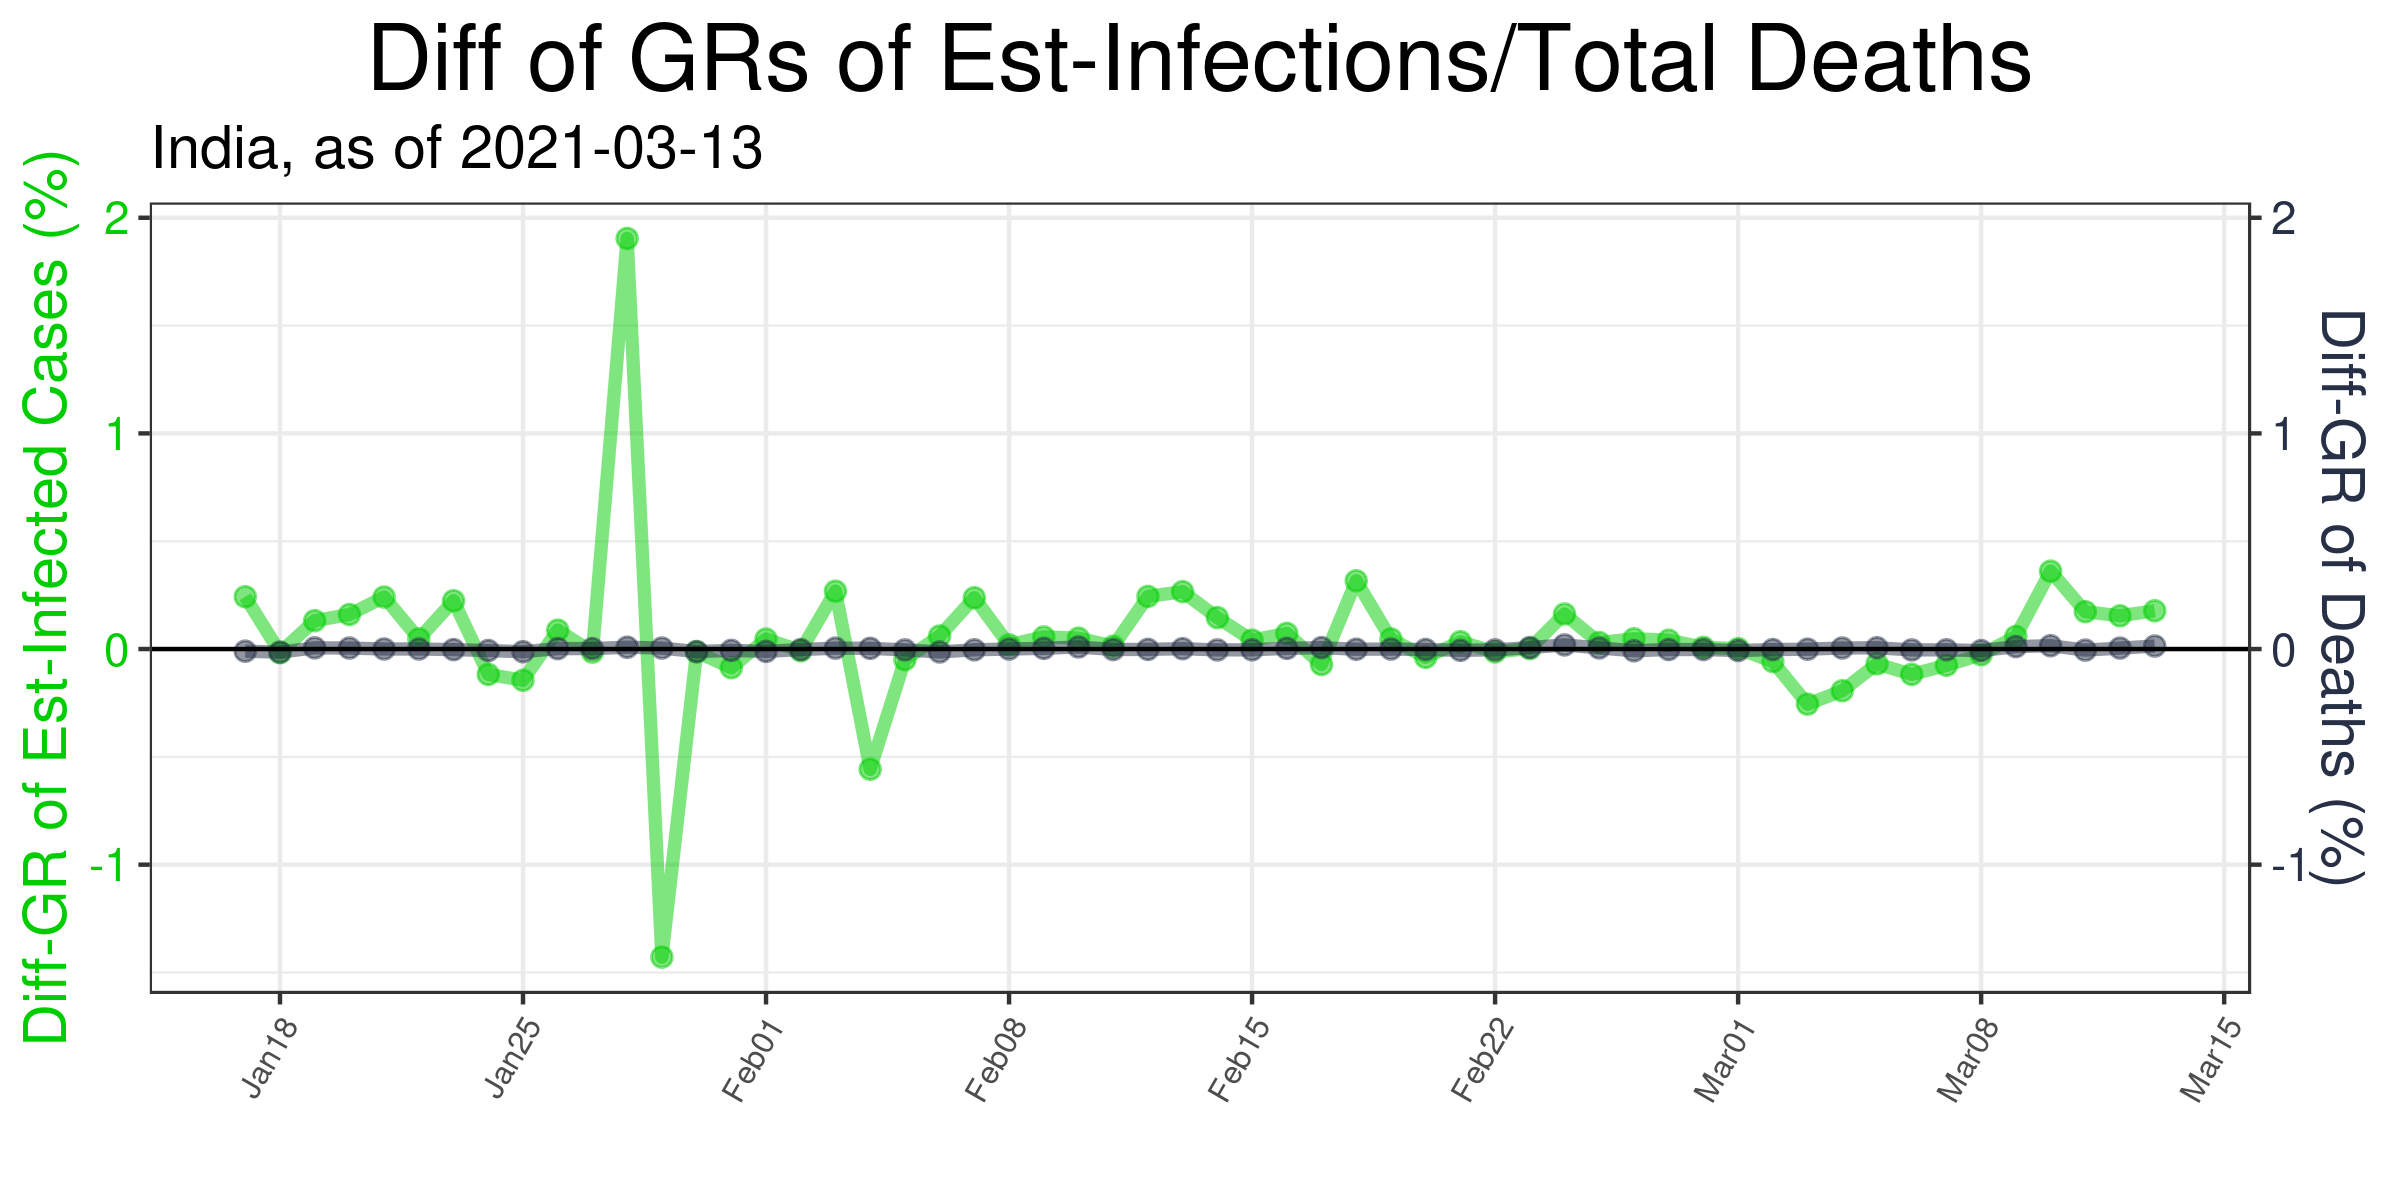 Diff of GRs of Est-Infections/Total Deaths
India, as of 2021-03-13
Diff-GR of Est-Infected Cases (%)
2
1
0
-1
2
1
0
-1
Diff-GR of Deaths (%)
Jan18
Jan25
Feb01
Feb08
Feb15
Feb22
Mar01
Mar08
Mar15